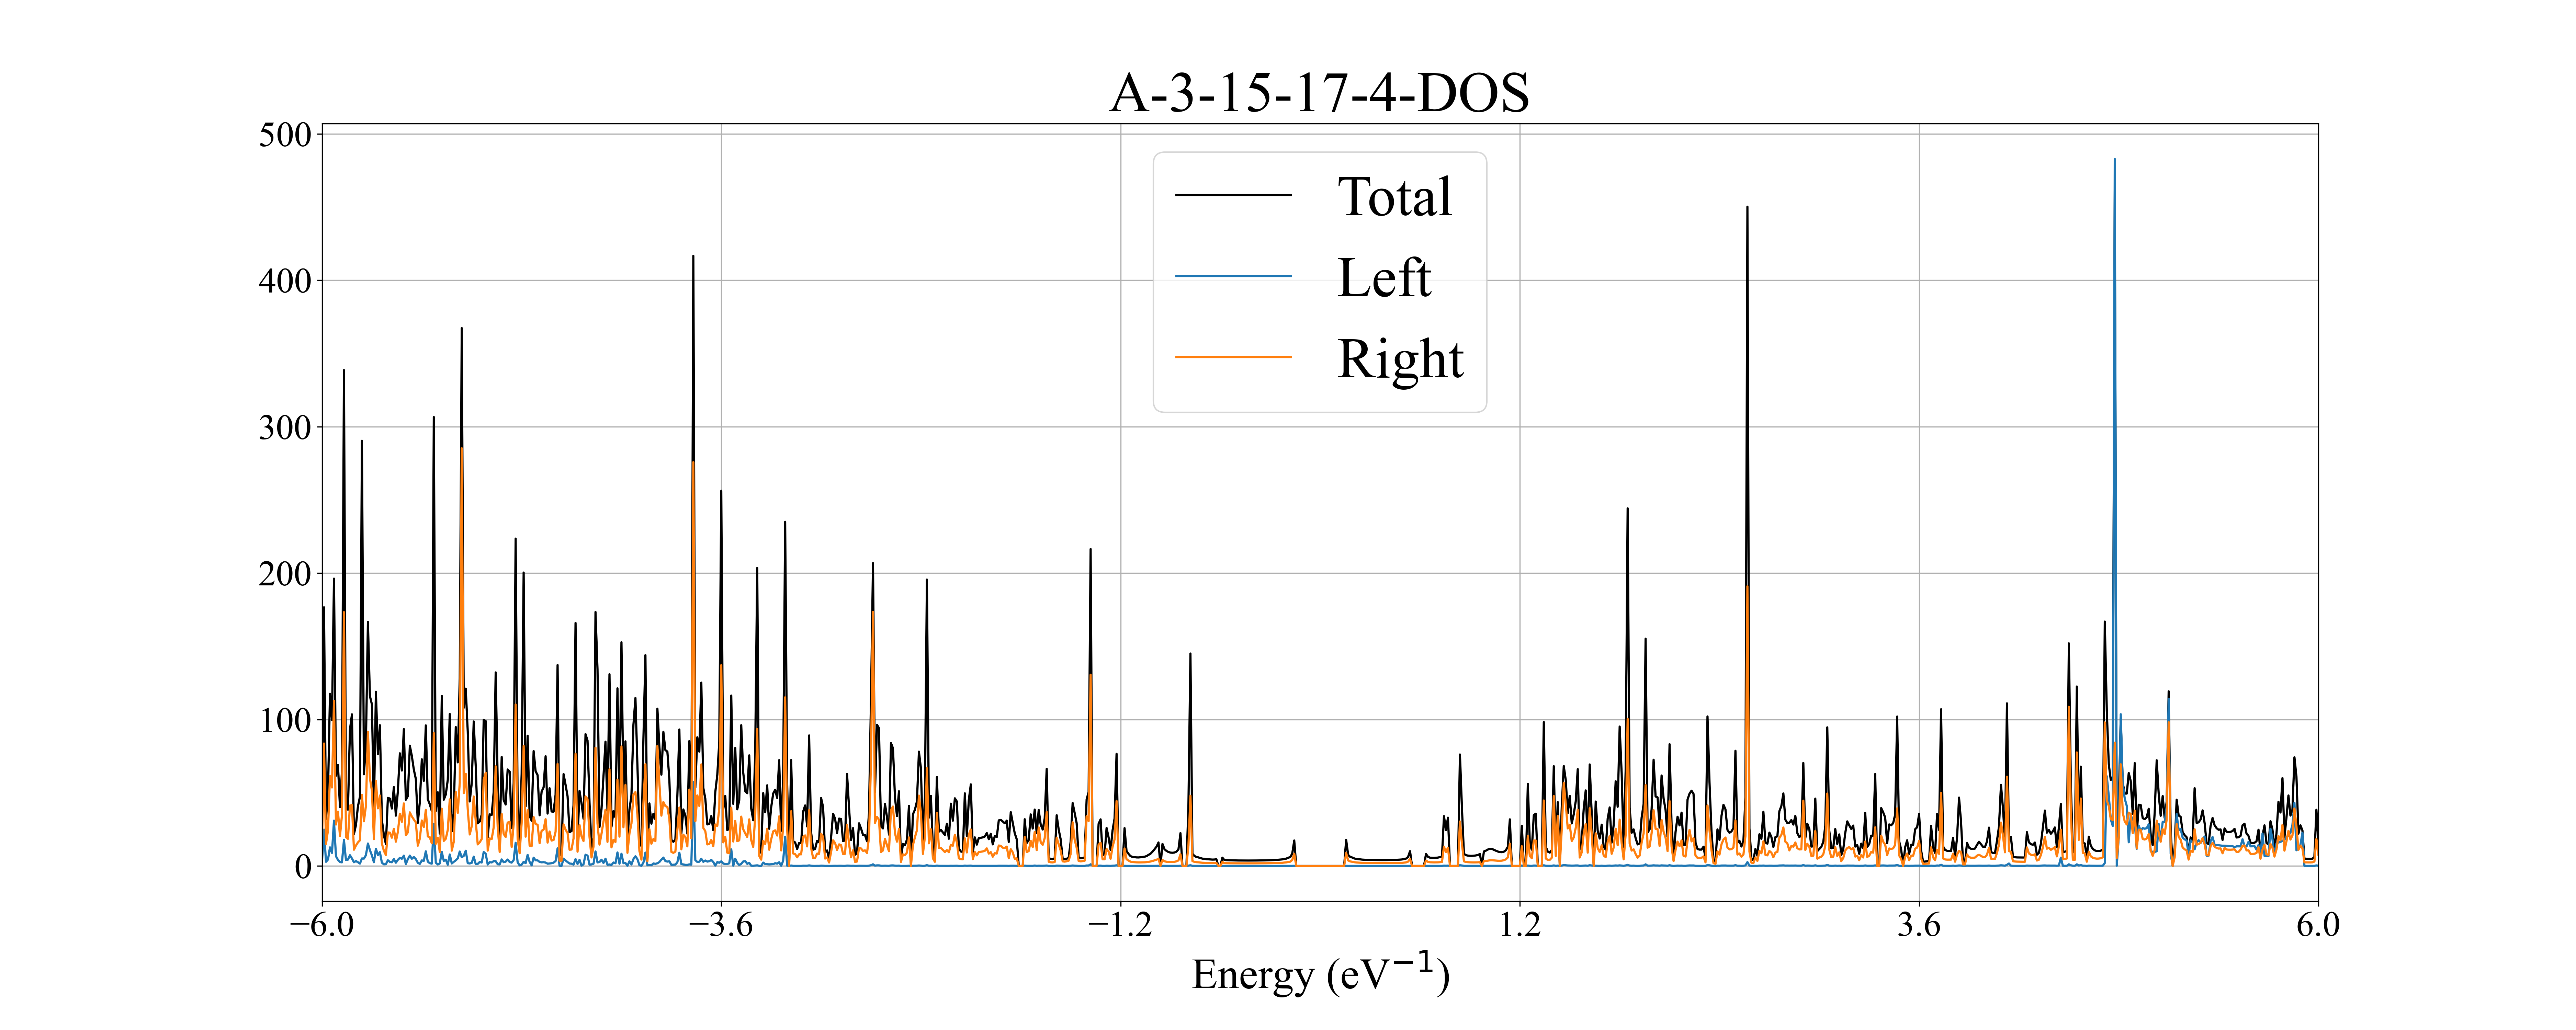 A-3-15-17-4-DOS
500
400
300
200
100
0
Total
Left
Right
−6.0 −3.6 −1.2 1.2 3.6 6.0
Energy (eV⁻¹)